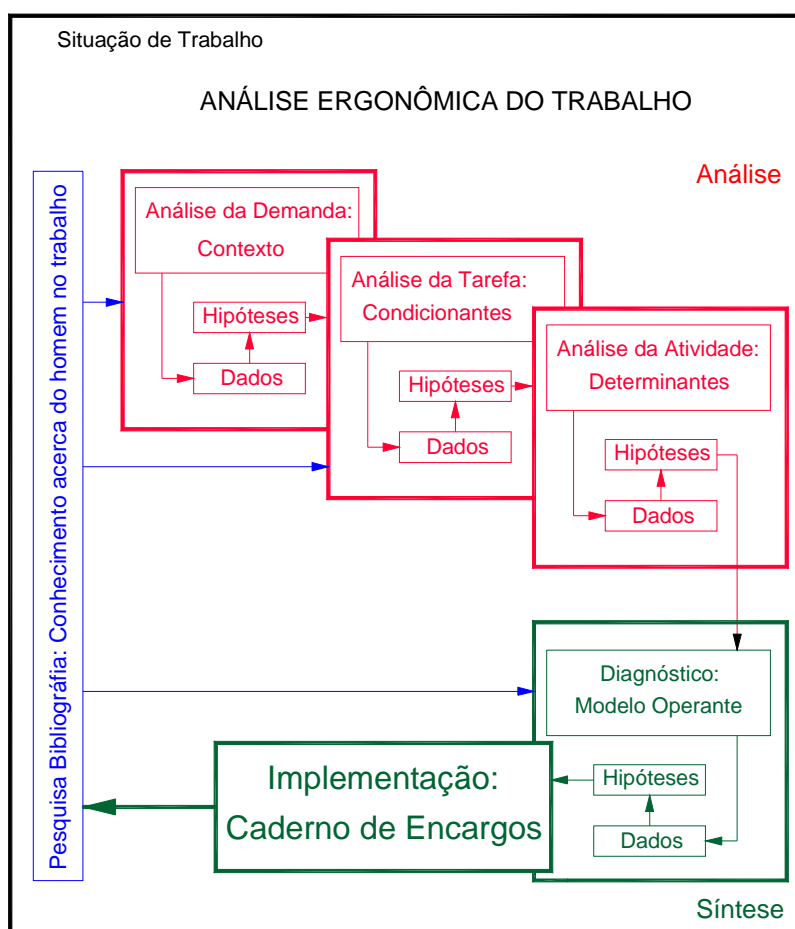 Situação de Trabalho
ANÁLISE ERGONÔMICA DO TRABALHO
Análise
Pesquisa Bibliográfia: Conhecimento acerca do homem no trabalho
Análise da Demanda:
Contexto
Hipóteses
Dados
Análise da Tarefa:
Condicionantes
Hipóteses
Dados
Análise da Atividade:
Determinantes
Hipóteses
Dados
Diagnóstico:
Modelo Operante
Hipóteses
Dados
Implementação:
Caderno de Encargos
Síntese